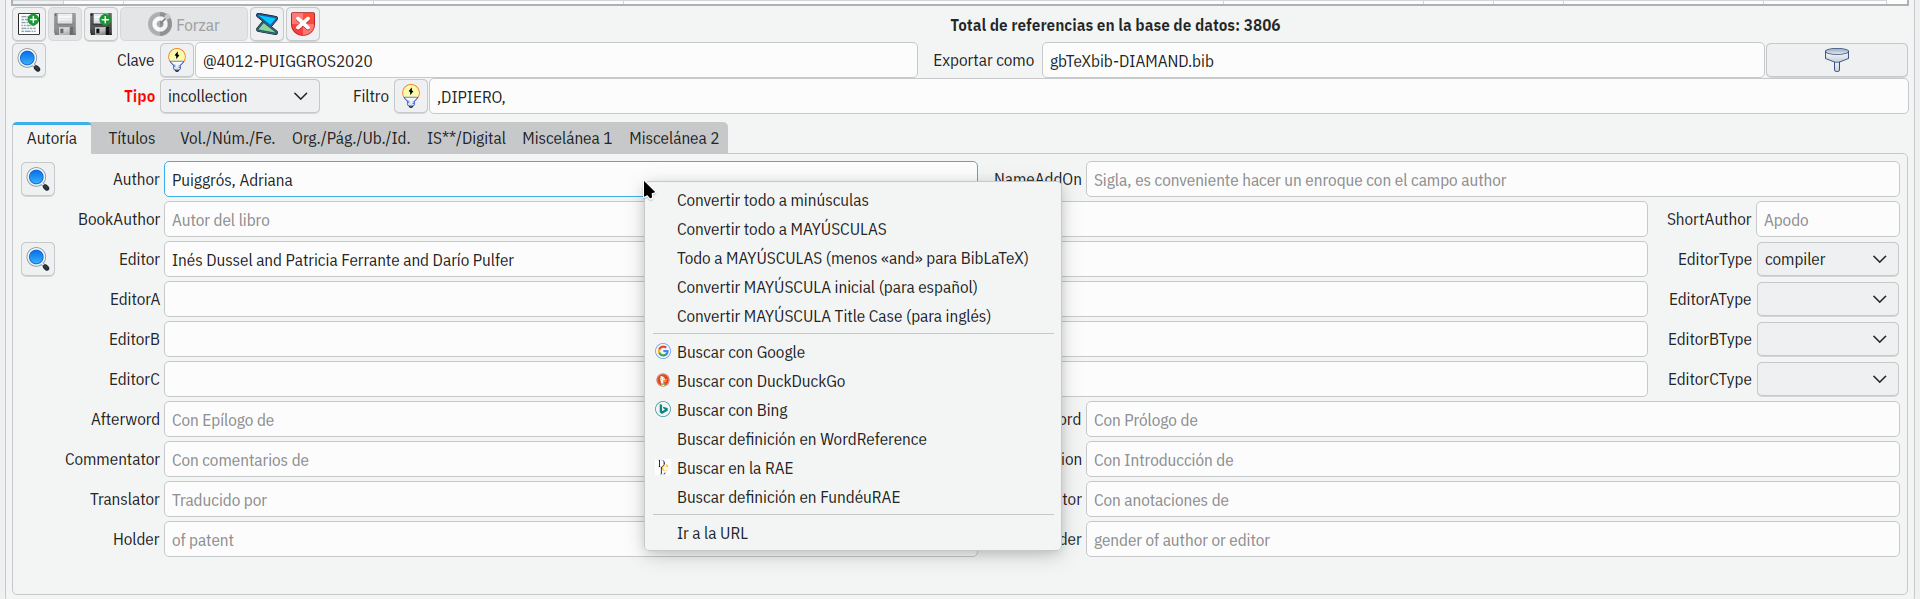 Forzar
Total de referencias en la base de datos: 3806
Clave
@4012-PUIGGROS2020
Exportar como
gbTeXbib-DIAMAND.bib
Tipo
incollection
Filtro
,DIPIERO,
Autoría
Títulos
Vol./Núm./Fe.
Org./Pág./Ub./Id.
IS**/Digital
Miscelánea 1
Miscelánea 2
Author
Puiggrós, Adriana
NameAddOn
Sigla, es conveniente hacer un enroque con el campo author
BookAuthor
Autor del libro
ShortAuthor
Apodo
Editor
Inés Dussel and Patricia Ferrante and Darío Pulfer
EditorType
compiler
EditorA
EditorAType
EditorB
EditorBType
EditorC
EditorCType
Afterword
Con Epílogo de
ord
Con Prólogo de
Commentator
Con comentarios de
ion
Con Introducción de
Translator
Traducido por
tor
Con anotaciones de
Holder
of patent
der
gender of author or editor
Convertir todo a minúsculas
Convertir todo a MAYÚSCULAS
Todo a MAYÚSCULAS (menos «and» para BibLaTeX)
Convertir MAYÚSCULA inicial (para español)
Convertir MAYÚSCULA Title Case (para inglés)
Buscar con Google
Buscar con DuckDuckGo
Buscar con Bing
Buscar definición en WordReference
Buscar en la RAE
Buscar definición en FundéuRAE
Ir a la URL